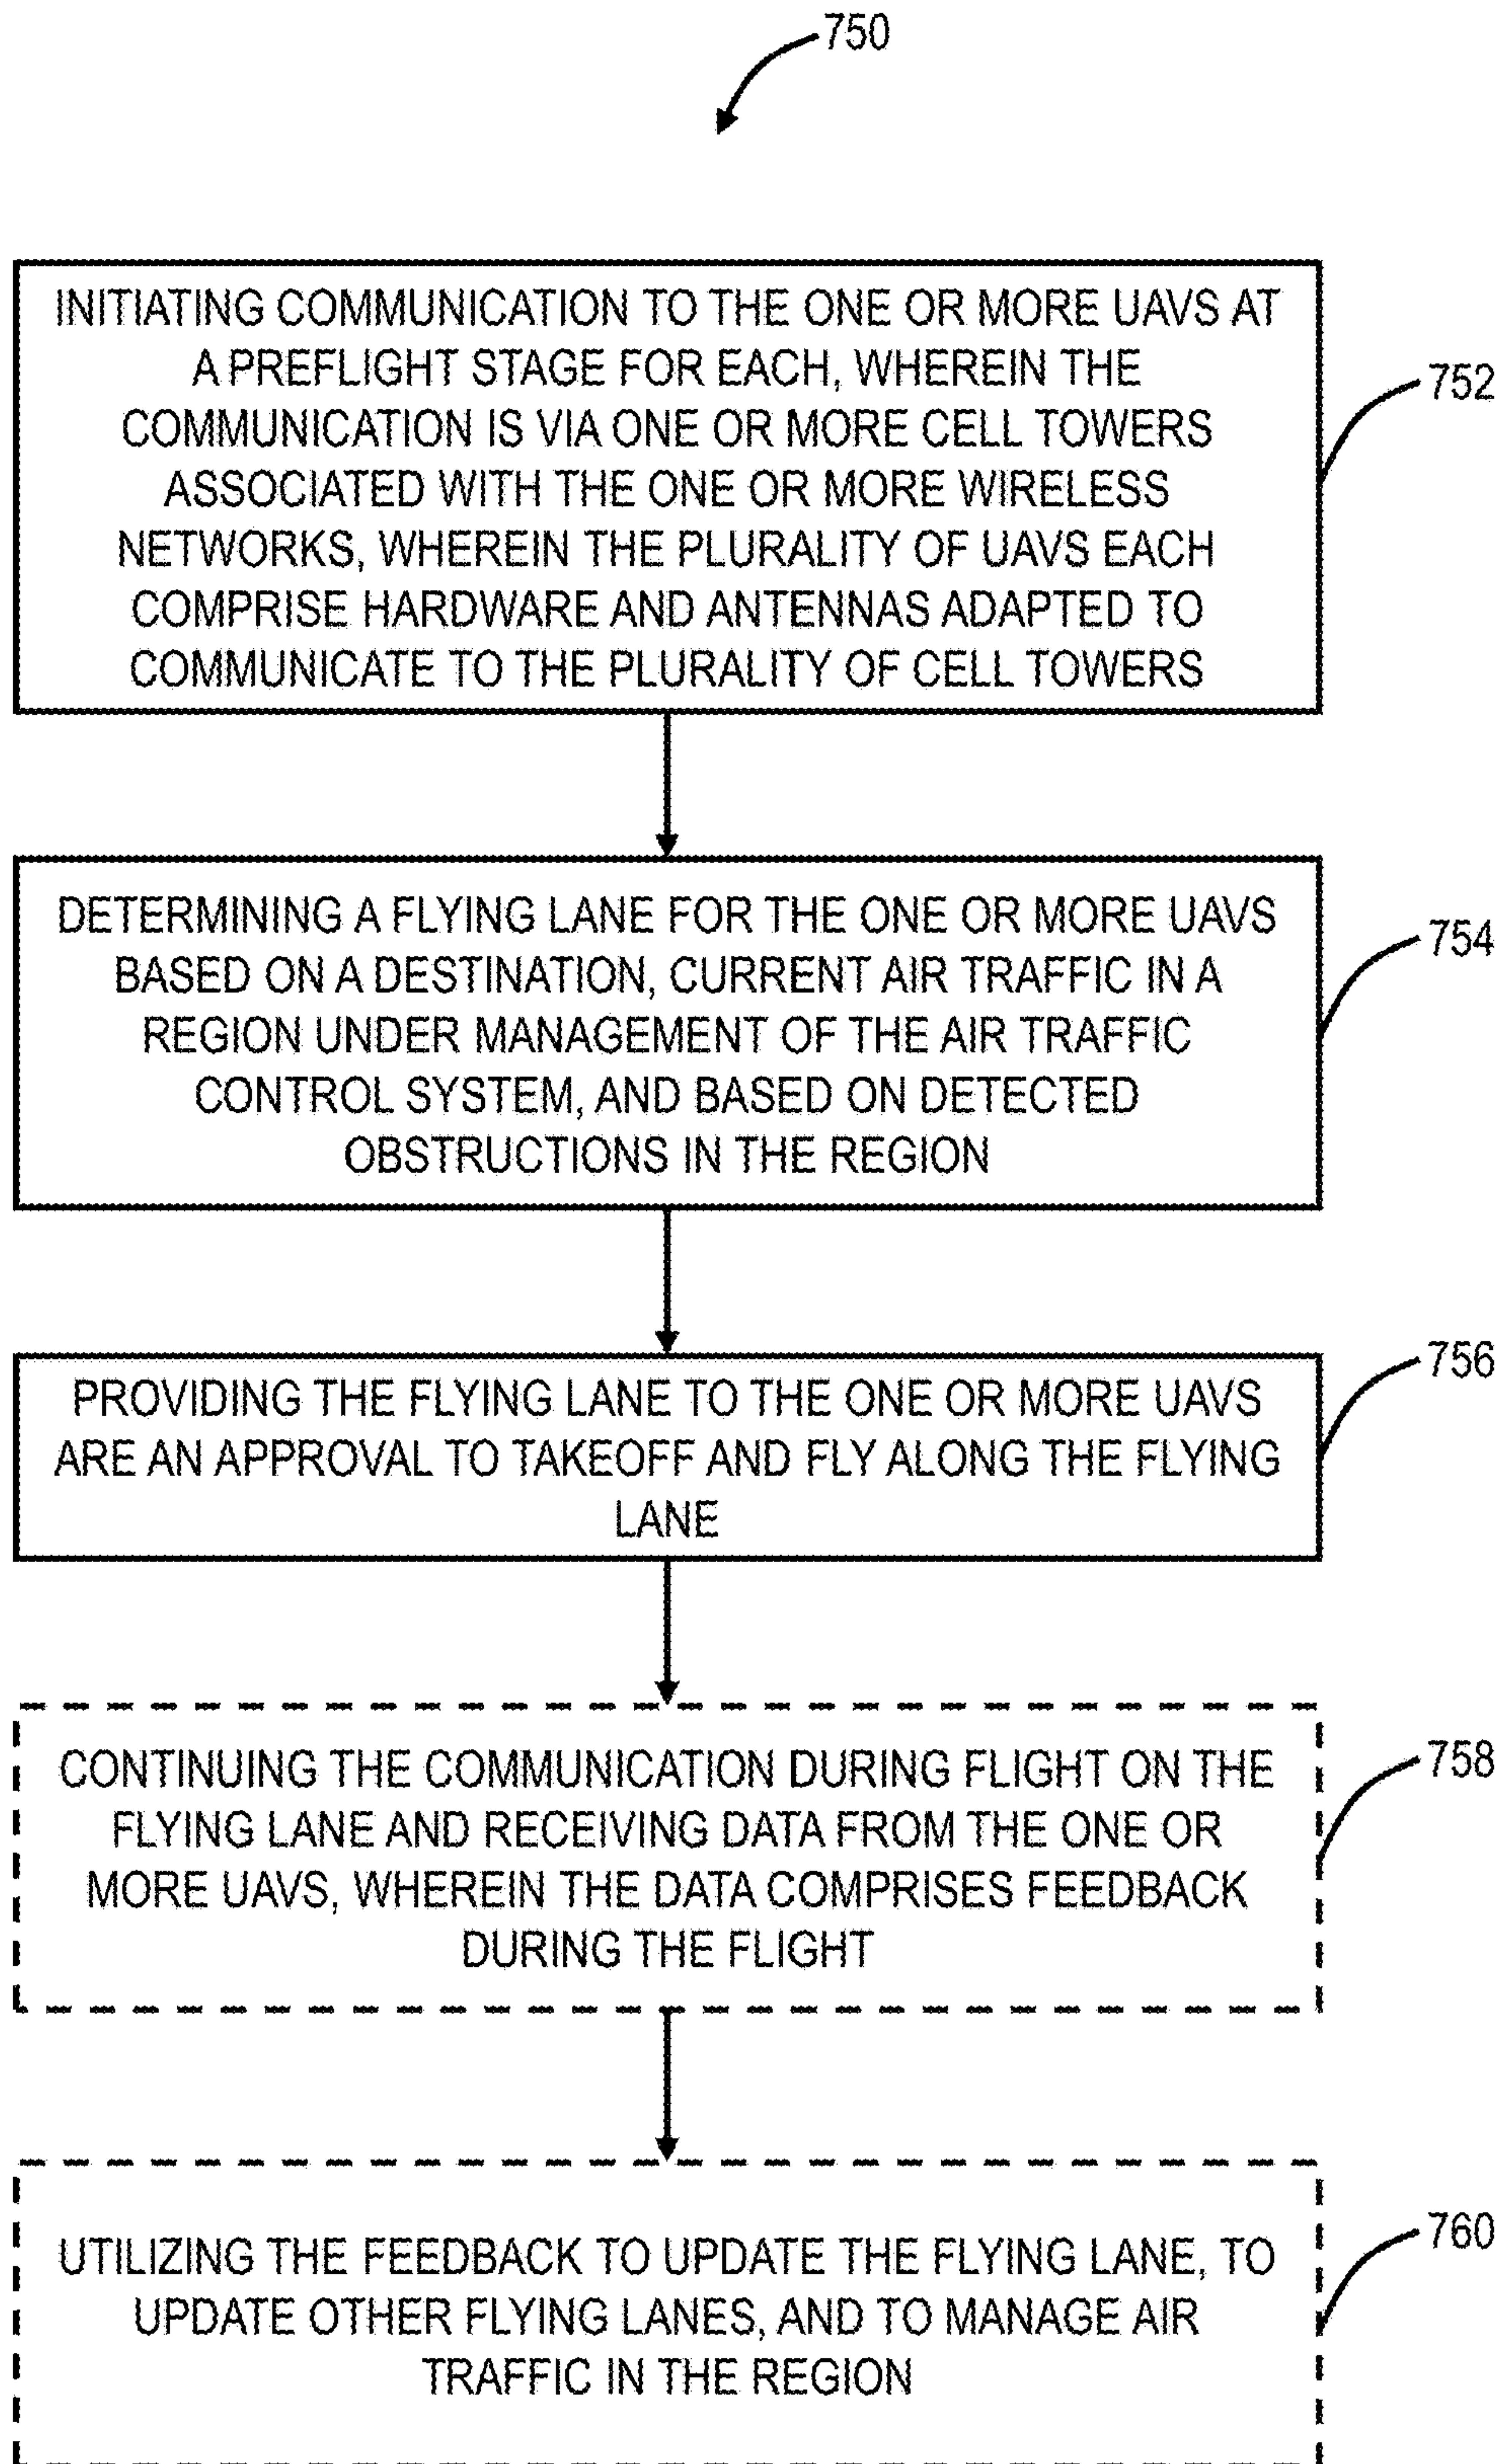 750
INITIATING COMMUNICATION TO THE ONE OR MORE UAVS AT
A PREFLIGHT STAGE FOR EACH, WHEREIN THE
COMMUNICATION IS VIA ONE OR MORE CELL TOWERS
ASSOCIATED WITH THE ONE OR MORE WIRELESS
NETWORKS, WHEREIN THE PLURALITY OF UAVS EACH
COMPRISE HARDWARE AND ANTENNAS ADAPTED TO
COMMUNICATE TO THE PLURALITY OF CELL TOWERS
752
DETERMINING A FLYING LANE FOR THE ONE OR MORE UAVS
BASED ON A DESTINATION, CURRENT AIR TRAFFIC IN A
REGION UNDER MANAGEMENT OF THE AIR TRAFFIC
CONTROL SYSTEM, AND BASED ON DETECTED
OBSTRUCTIONS IN THE REGION
754
PROVIDING THE FLYING LANE TO THE ONE OR MORE UAVS
ARE AN APPROVAL TO TAKEOFF AND FLY ALONG THE FLYING
LANE
756
CONTINUING THE COMMUNICATION DURING FLIGHT ON THE
FLYING LANE AND RECEIVING DATA FROM THE ONE OR
MORE UAVS, WHEREIN THE DATA COMPRISES FEEDBACK
DURING THE FLIGHT
758
UTILIZING THE FEEDBACK TO UPDATE THE FLYING LANE, TO
UPDATE OTHER FLYING LANES, AND TO MANAGE AIR
TRAFFIC IN THE REGION
760